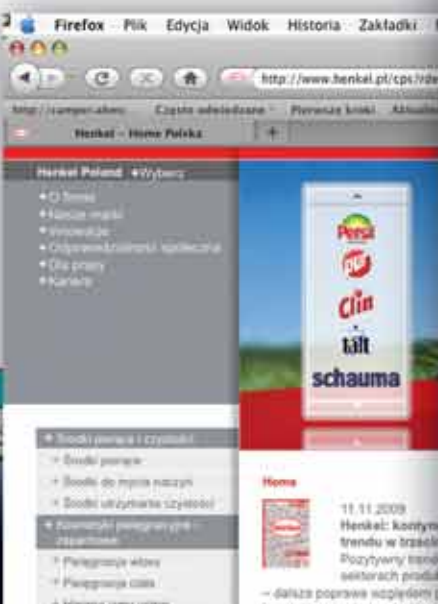 Firefox Plik Edycja Widok Historia Zakładki
http://www.henkel.pl/cps/rde
Często odwiedzane Pierwsze kroki
Henkel – Home Polska
Henkel Poland Wybierz
O firmie
Nasze marki
Innowacje
Odpowiedzialność społeczna
Dla prasy
Kariera
Persil
pur
Clin
taft
schauma
Środki piorące i czystości
Środki piorące
Środki do mycia naczyń
Środki utrzymania czystości
Kosmetyki pielęgnacyjne i
Pielęgnacja włosów
Pielęgnacja ciała
Home
11.11.2009
Henkel: kontyn
trendu w trzecim
Pozytywny trend
sektorach produk
– dalsza poprawa względem